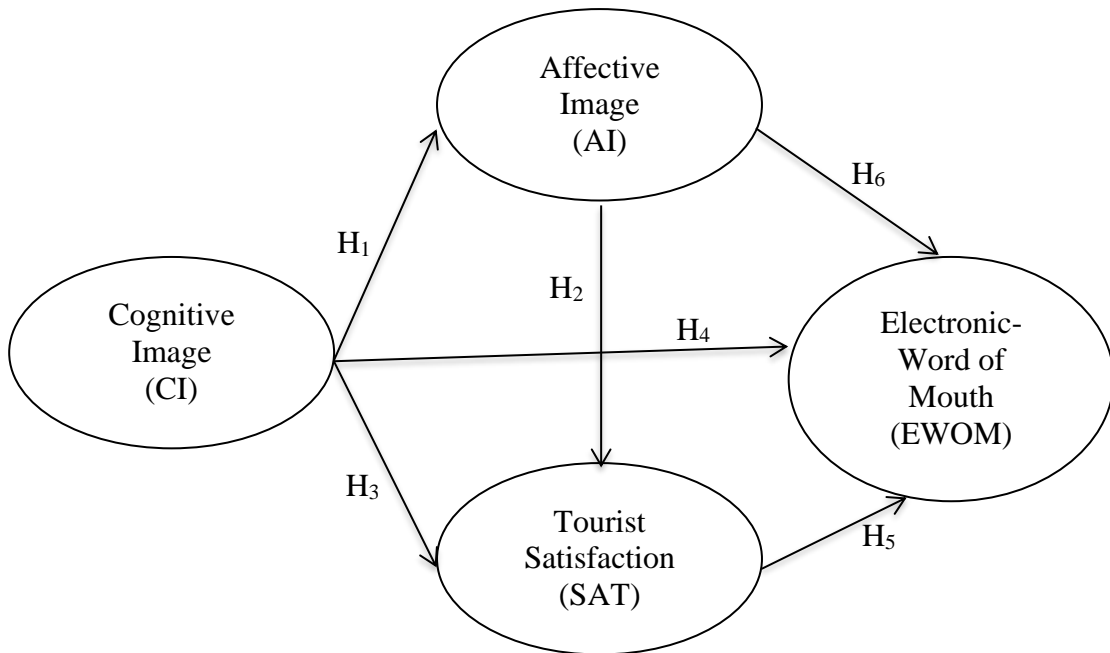 Affective
Image
(AI)
H₆
H₁
H₂
Cognitive
Image
(CI)
H₄
Electronic-
Word of
Mouth
(EWOM)
H₃
Tourist
Satisfaction
(SAT)
H₅